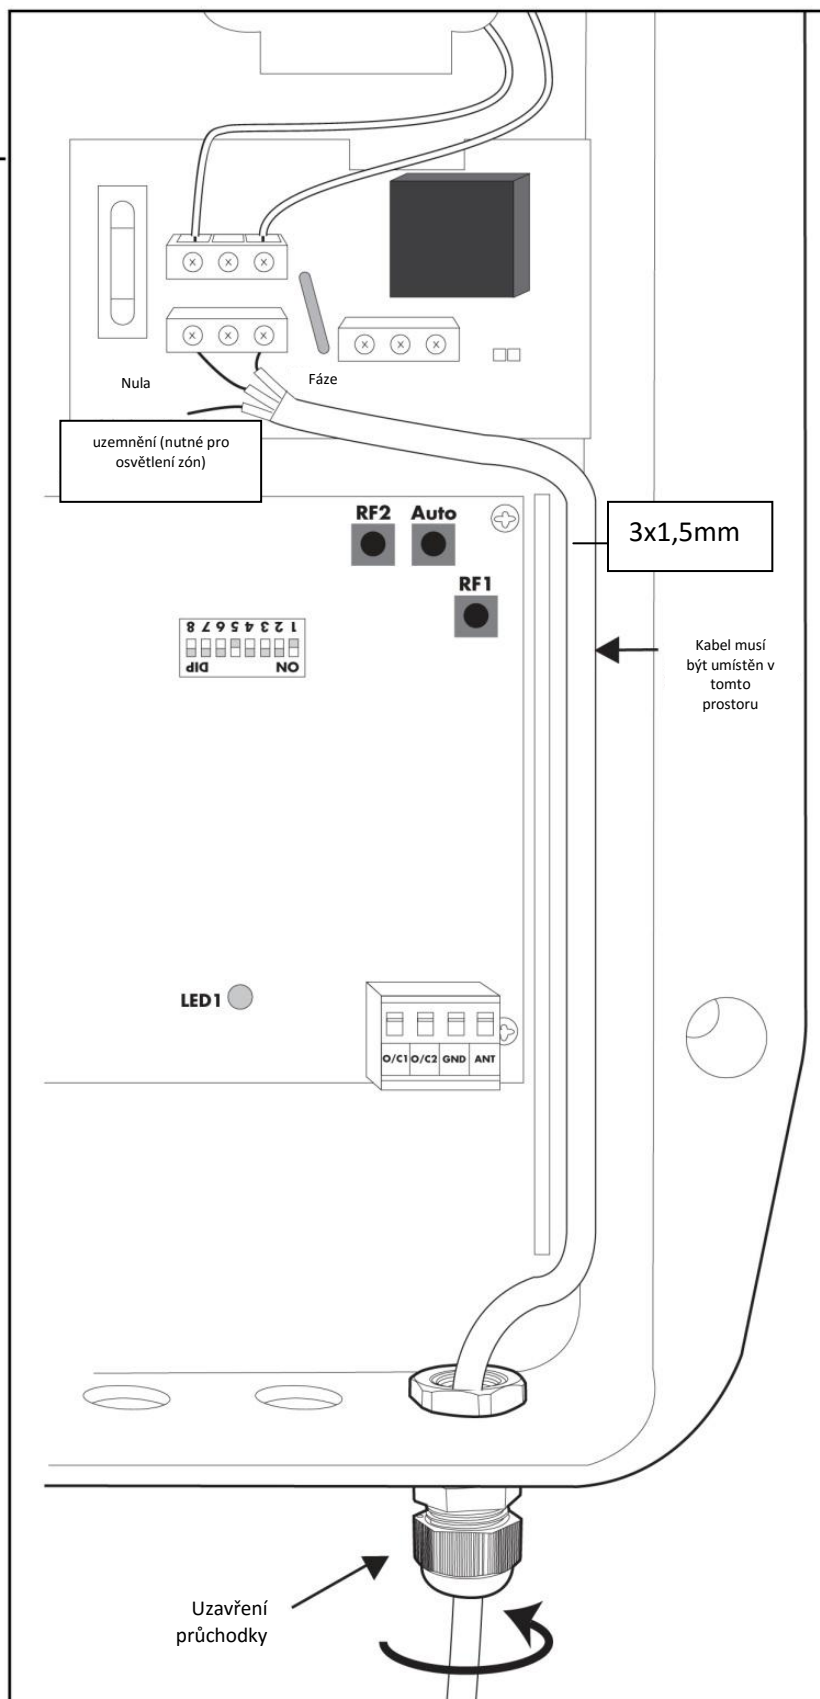 Nula
Fáze
uzemnění (nutné pro
osvětlení zón)
RF2 Auto
3x1,5mm
RF1
8 7 6 5 4 3 2 1
DIP ON
Kabel musí
být umístěn v
tomto
prostoru
LED1
O/C1 O/C2 GND ANT
Uzavření
průchodky